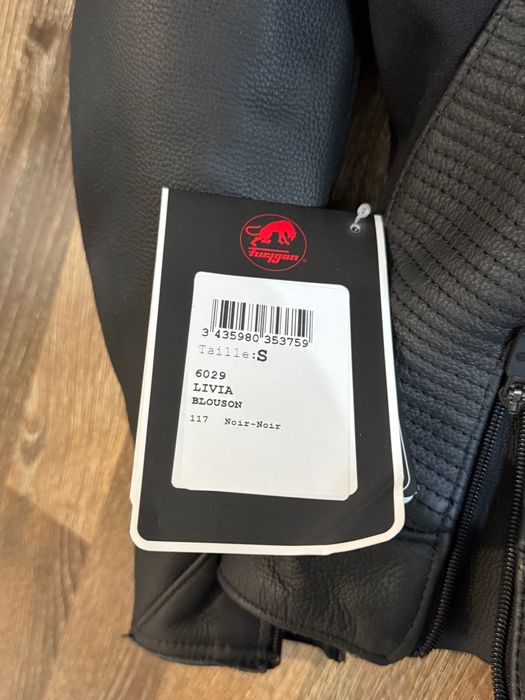 Furygan
3 435980 353759
Taille:S
6029
LIVIA
BLOUSON
117 Noir-Noir